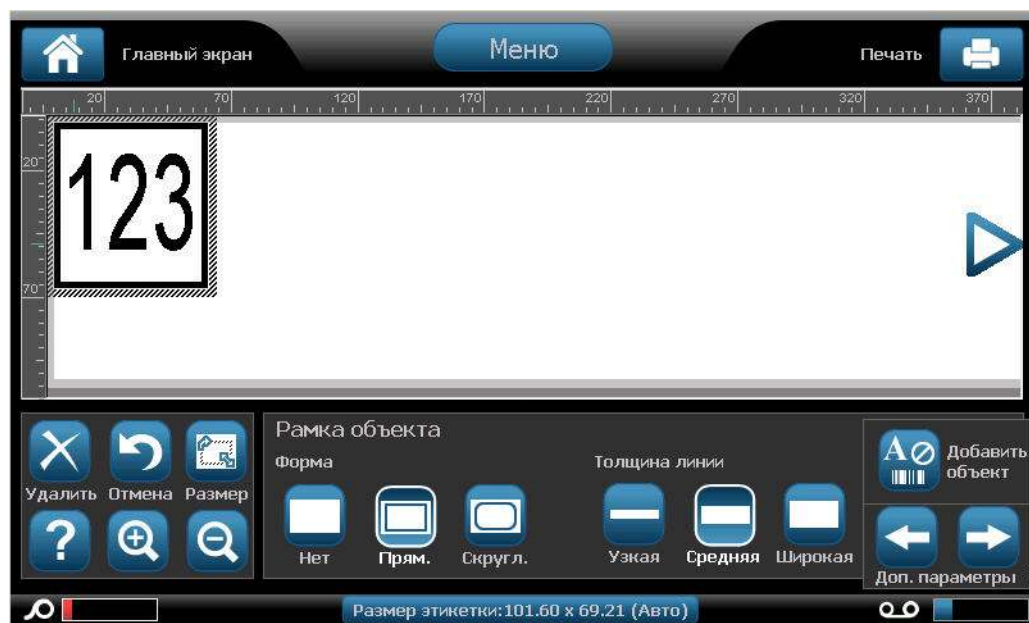 Главный экран
Меню
Печать
20 70 120 170 220 270 320 370
20
70
123
Удалить Отмена Размер
?
Рамка объекта
Форма
Нет Прям. Скругл.
Толщина линии
Узкая Средняя Широкая
A
Добавить
объект
Доп. параметры
Размер этикетки:101.60 x 69.21 (Авто)